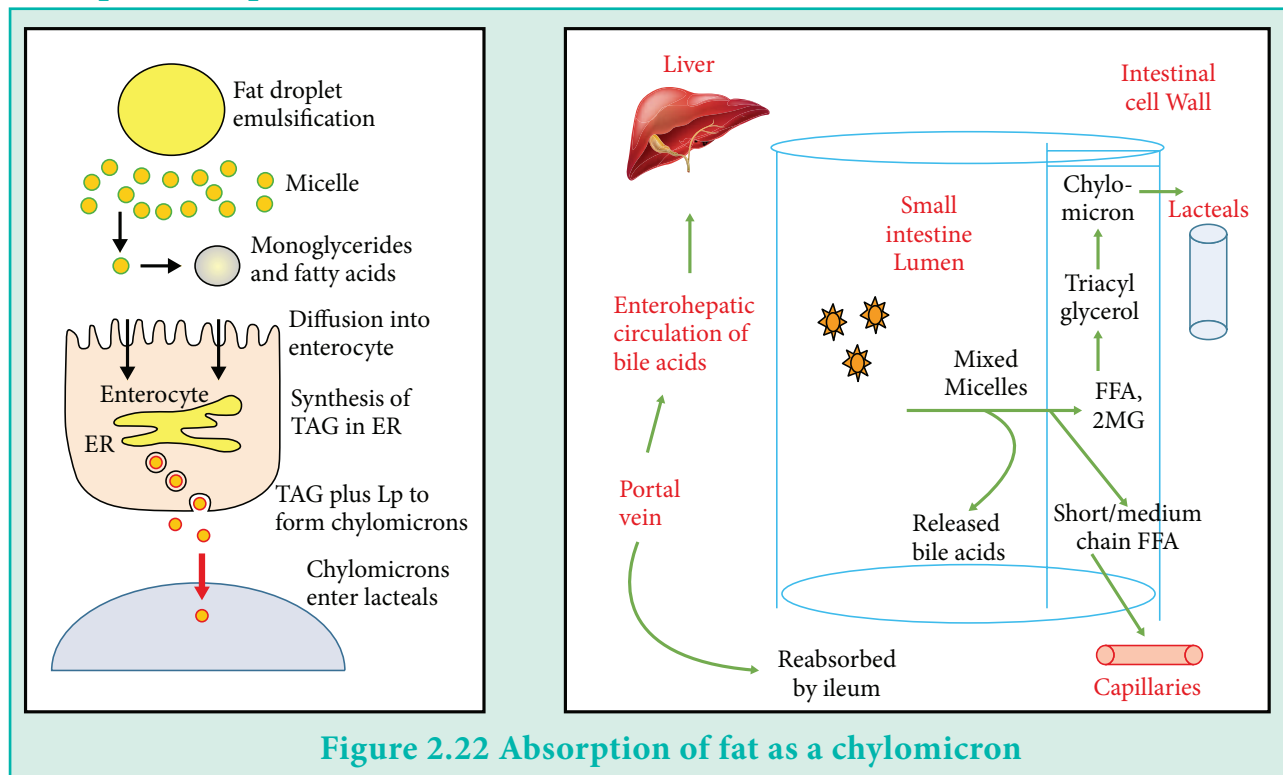 Fat droplet
emulsification
Micelle
Monoglycerides
and fatty acids
Diffusion into
enterocyte
Enterocyte
Synthesis of
TAG in ER
ER
TAG plus Lp to
form chylomicrons
Chylomicrons
enter lacteals
Liver
Intestinal
cell Wall
Small
intestine
Lumen
Chylo-
micron
Lacteals
Triacyl
glycerol
Enterohepatic
circulation of
bile acids
Mixed
Micelles
FFA,
2MG
Portal
vein
Released
bile acids
Short/medium
chain FFA
Reabsorbed
by ileum
Capillaries
Figure 2.22 Absorption of fat as a chylomicron